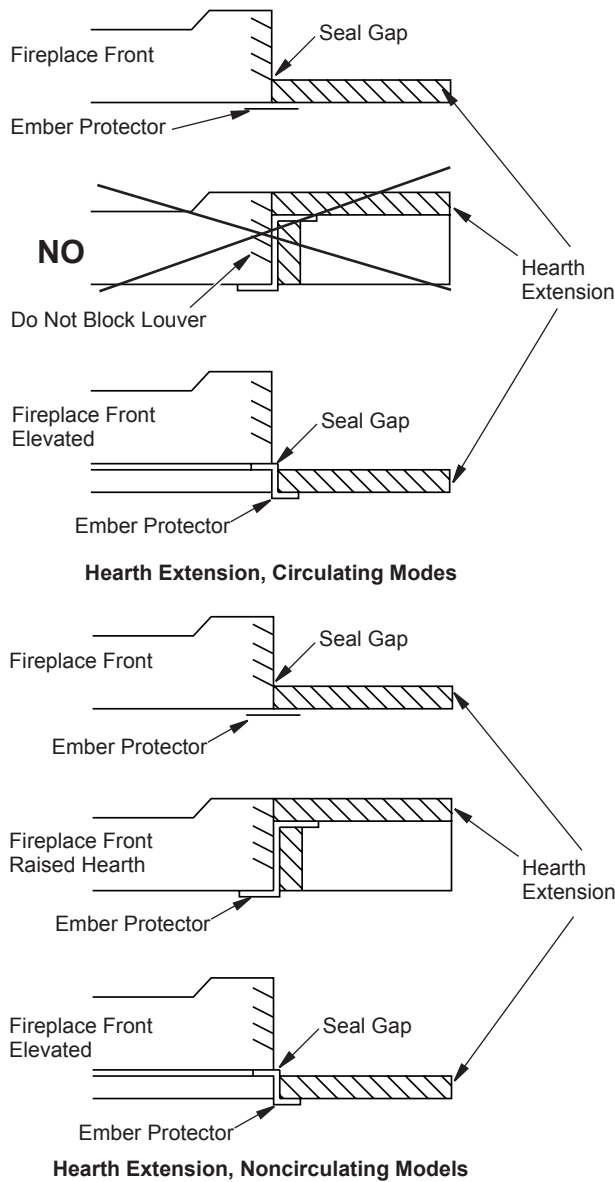 Seal Gap
Fireplace Front
Ember Protector
NO
Hearth
Extension
Do Not Block Louver
Fireplace Front
Elevated
Seal Gap
Ember Protector
Hearth Extension, Circulating Modes
Seal Gap
Fireplace Front
Ember Protector
Fireplace Front
Raised Hearth
Hearth
Extension
Ember Protector
Fireplace Front
Elevated
Seal Gap
Ember Protector
Hearth Extension, Noncirculating Models